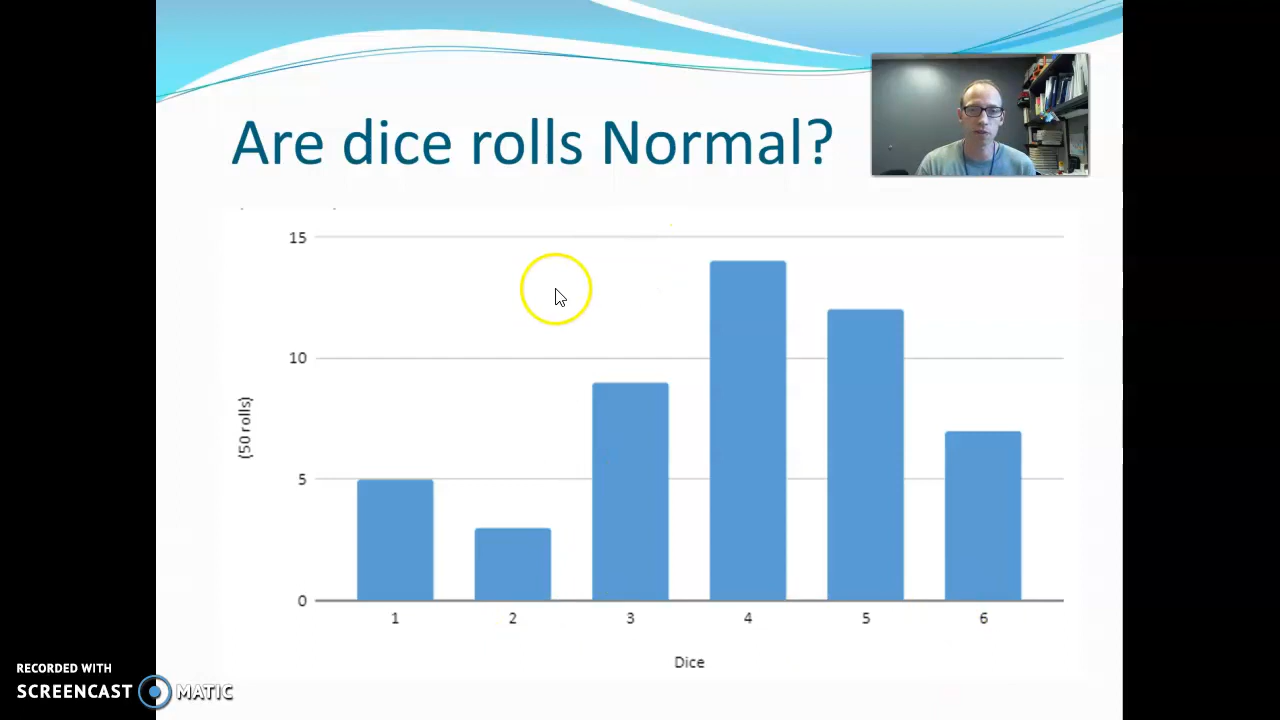 Are dice rolls Normal?
15
10
5
0
(50 rolls)
1 2 3 4 5 6
Dice
RECORDED WITH
SCREENCAST MATIC